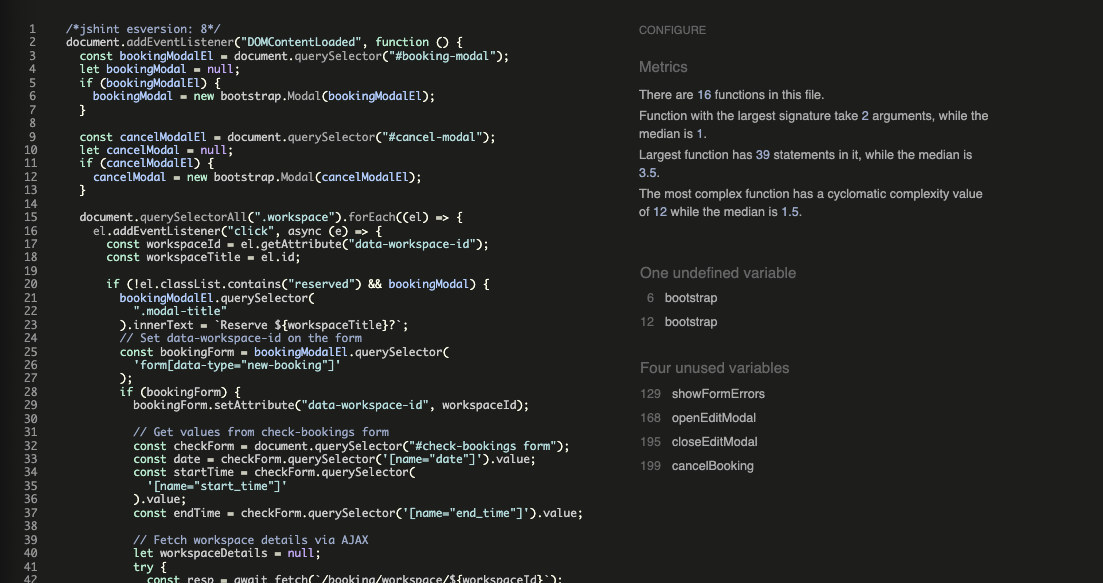 1 /*jshint esversion: 8*/
2 document.addEventListener("DOMContentLoaded", function () {
3 const bookingModalEl = document.querySelector("#booking-modal");
4 let bookingModal = null;
5 if (bookingModalEl) {
6 bookingModal = new bootstrap.Modal(bookingModalEl);
7 }
8
9 const cancelModalEl = document.querySelector("#cancel-modal");
10 let cancelModal = null;
11 if (cancelModalEl) {
12 cancelModal = new bootstrap.Modal(cancelModalEl);
13 }
14
15 document.querySelectorAll(".workspace").forEach((el) => {
16 el.addEventListener("click", async (e) => {
17 const workspaceId = el.getAttribute("data-workspace-id");
18 const workspaceTitle = el.id;
19
20 if (!el.classList.contains("reserved") && bookingModal) {
21 bookingModalEl.querySelector(
22 ".modal-title"
23 ).innerText = `Reserve ${workspaceTitle}?`;
24 // Set data-workspace-id on the form
25 const bookingForm = bookingModalEl.querySelector(
26 'form[data-type="new-booking"]'
27 );
28 if (bookingForm) {
29 bookingForm.setAttribute("data-workspace-id", workspaceId);
30
31 // Get values from check-bookings form
32 const checkForm = document.querySelector("#check-bookings form");
33 const date = checkForm.querySelector('[name="date"]').value;
34 const startTime = checkForm.querySelector(
35 '[name="start_time"]'
36 ).value;
37 const endTime = checkForm.querySelector('[name="end_time"]').value;
38
39 // Fetch workspace details via AJAX
40 let workspaceDetails = null;
41 try {
42 const resp = await fetch(`/booking/workspace/${workspaceId}`);
CONFIGURE
Metrics
There are 16 functions in this file.
Function with the largest signature take 2 arguments, while the
median is 1.
Largest function has 39 statements in it, while the median is
3.5.
The most complex function has a cyclomatic complexity value
of 12 while the median is 1.5.
One undefined variable
6 bootstrap
12 bootstrap
Four unused variables
129 showFormErrors
168 openEditModal
195 closeEditModal
199 cancelBooking